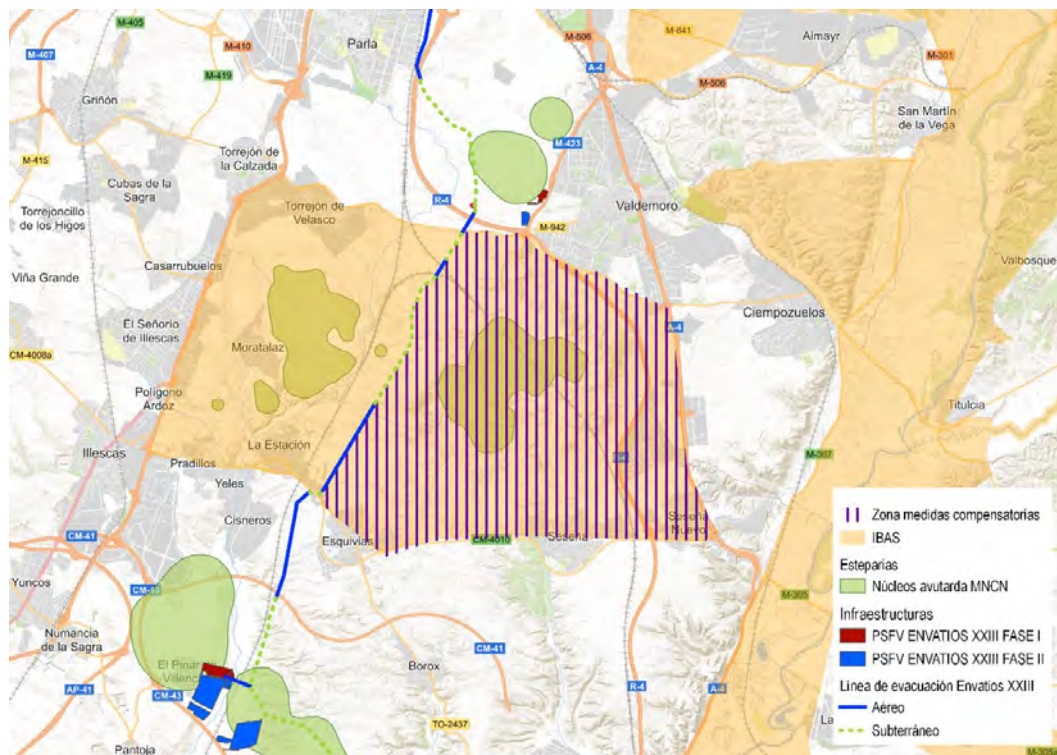 M-405
M-407
M-410
Parla
M-506
M-841
Aimayr
M-301
M-419
A-4
M-506
Griñón
San Martín
de la Vega
M-423
M-415
Torrejón de
la Calzada
Cubas de la
Sagra
R-4
Valdemoro
Torrejoncillo
de los Higos
Torrejón de
Velasco
M-942
Viña Grande
Casarrubuelos
Valbosque
El Señorio
de Illescas
Ciempozuelos
A-4
CM-4008a
Moratalaz
Polígono
Ardoz
Titulcia
La Estación
Illescas
Pradillos
Yeles
M-307
Cisneros
Seseña
Nuevo
CM-41
Esquivias
CM-4010
Seseña
Yuncos
M-305
Numancia
de la Sagra
CM-41
El Pinar
Borox
AP-41
CM-43
R-4
A-4
TO-2437
Pantoja
Zona medidas compensatorias
IBAS
Esteparias
Núcleos avutarda MNCN
Infraestructuras
PSFV ENVATIOS XXIII FASE I
PSFV ENVATIOS XXIII FASE II
Línea de evacuación Envatios XXIII
Aéreo
Subterráneo